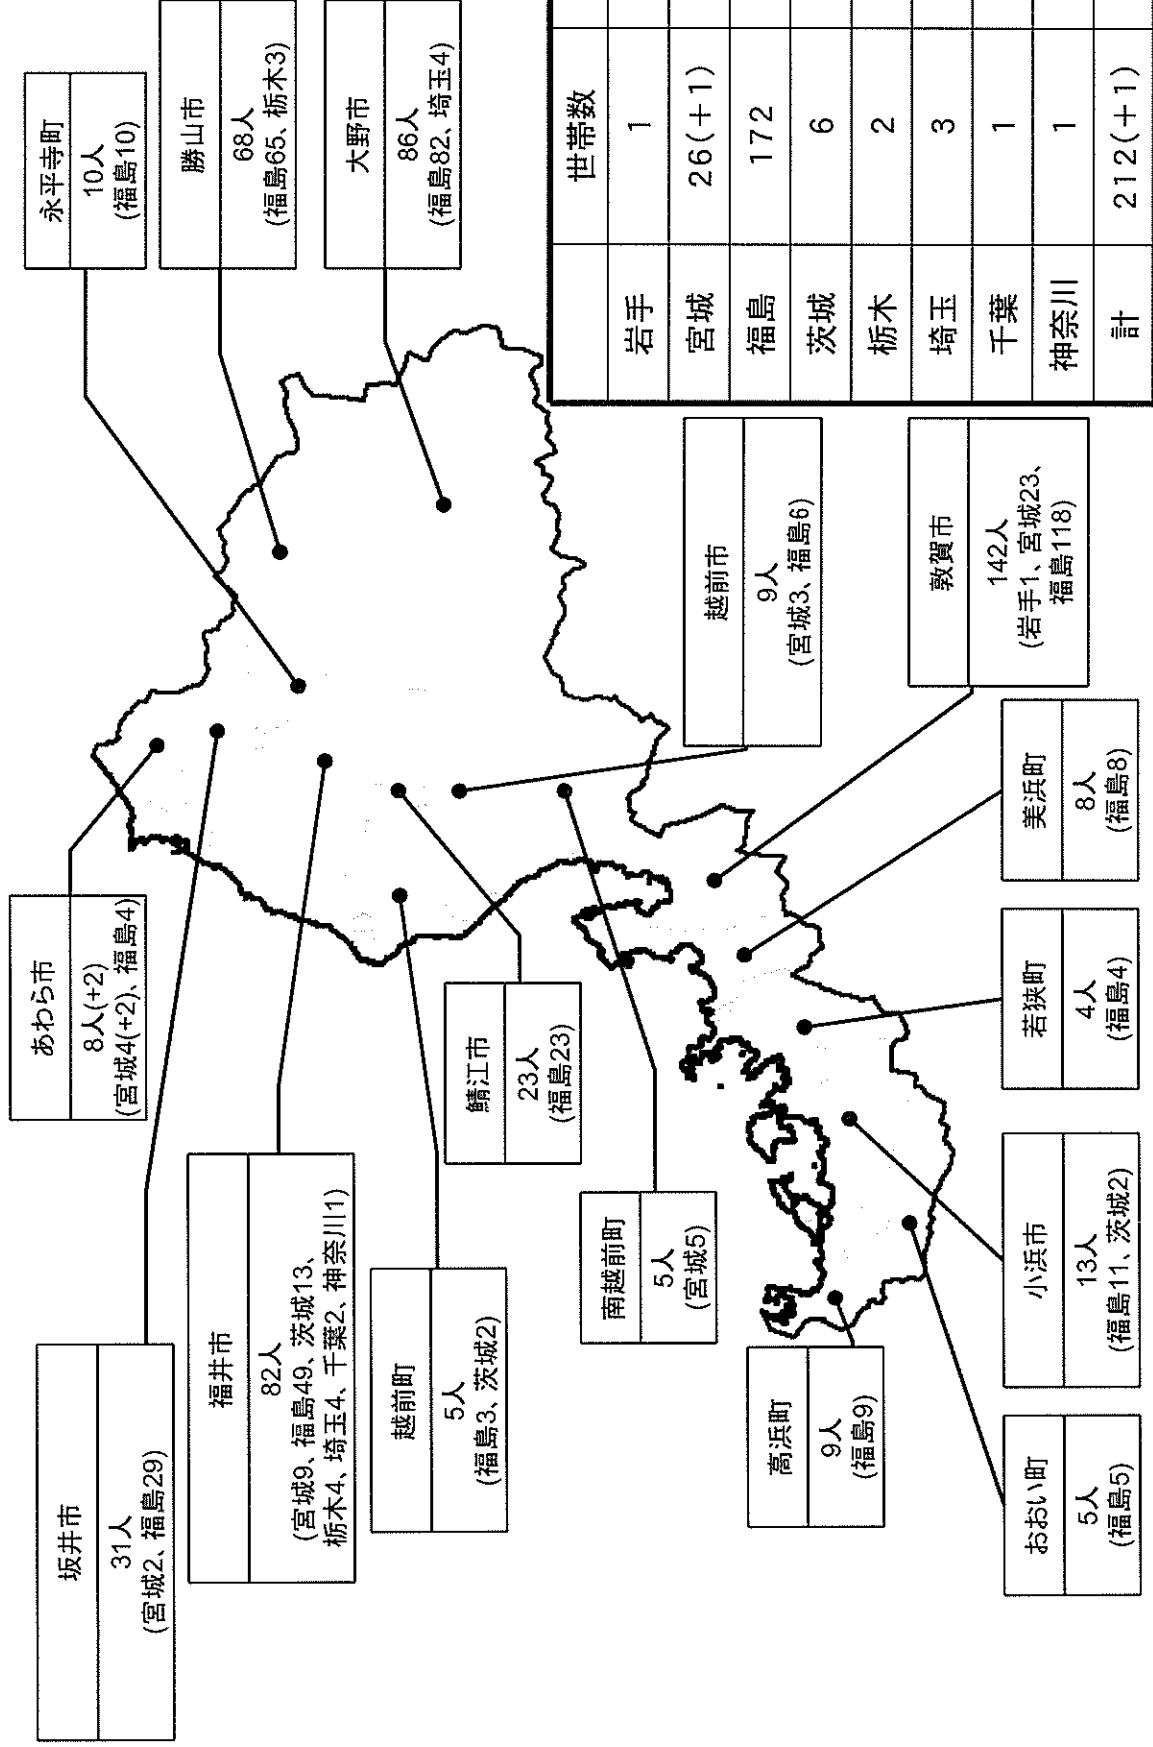 坂井市
31人
(宮城2、福島29)
あわら市
8人(+2)
(宮城4(+2)、福島4)
永平寺町
10人
(福島10)
勝山市
68人
(福島65、栃木3)
大野市
86人
(福島82、埼玉4)
福井市
82人
(宮城9、福島49、茨城13、
栃木4、埼玉4、千葉2、神奈川1)
越前町
5人
(福島3、茨城2)
鯖江市
23人
(福島23)
南越前町
5人
(宮城5)
越前市
9人
(宮城3、福島6)
敦賀市
142人
(岩手1、宮城23、
福島118)
美浜町
8人
(福島8)
若狭町
4人
(福島4)
小浜市
13人
(福島11、茨城2)
おおい町
5人
(福島5)
高浜町
9人
(福島9)
世帯数
岩手 1
宮城 26(+1)
福島 172
茨城 6
栃木 2
埼玉 3
千葉 1
神奈川 1
計 212(+1)